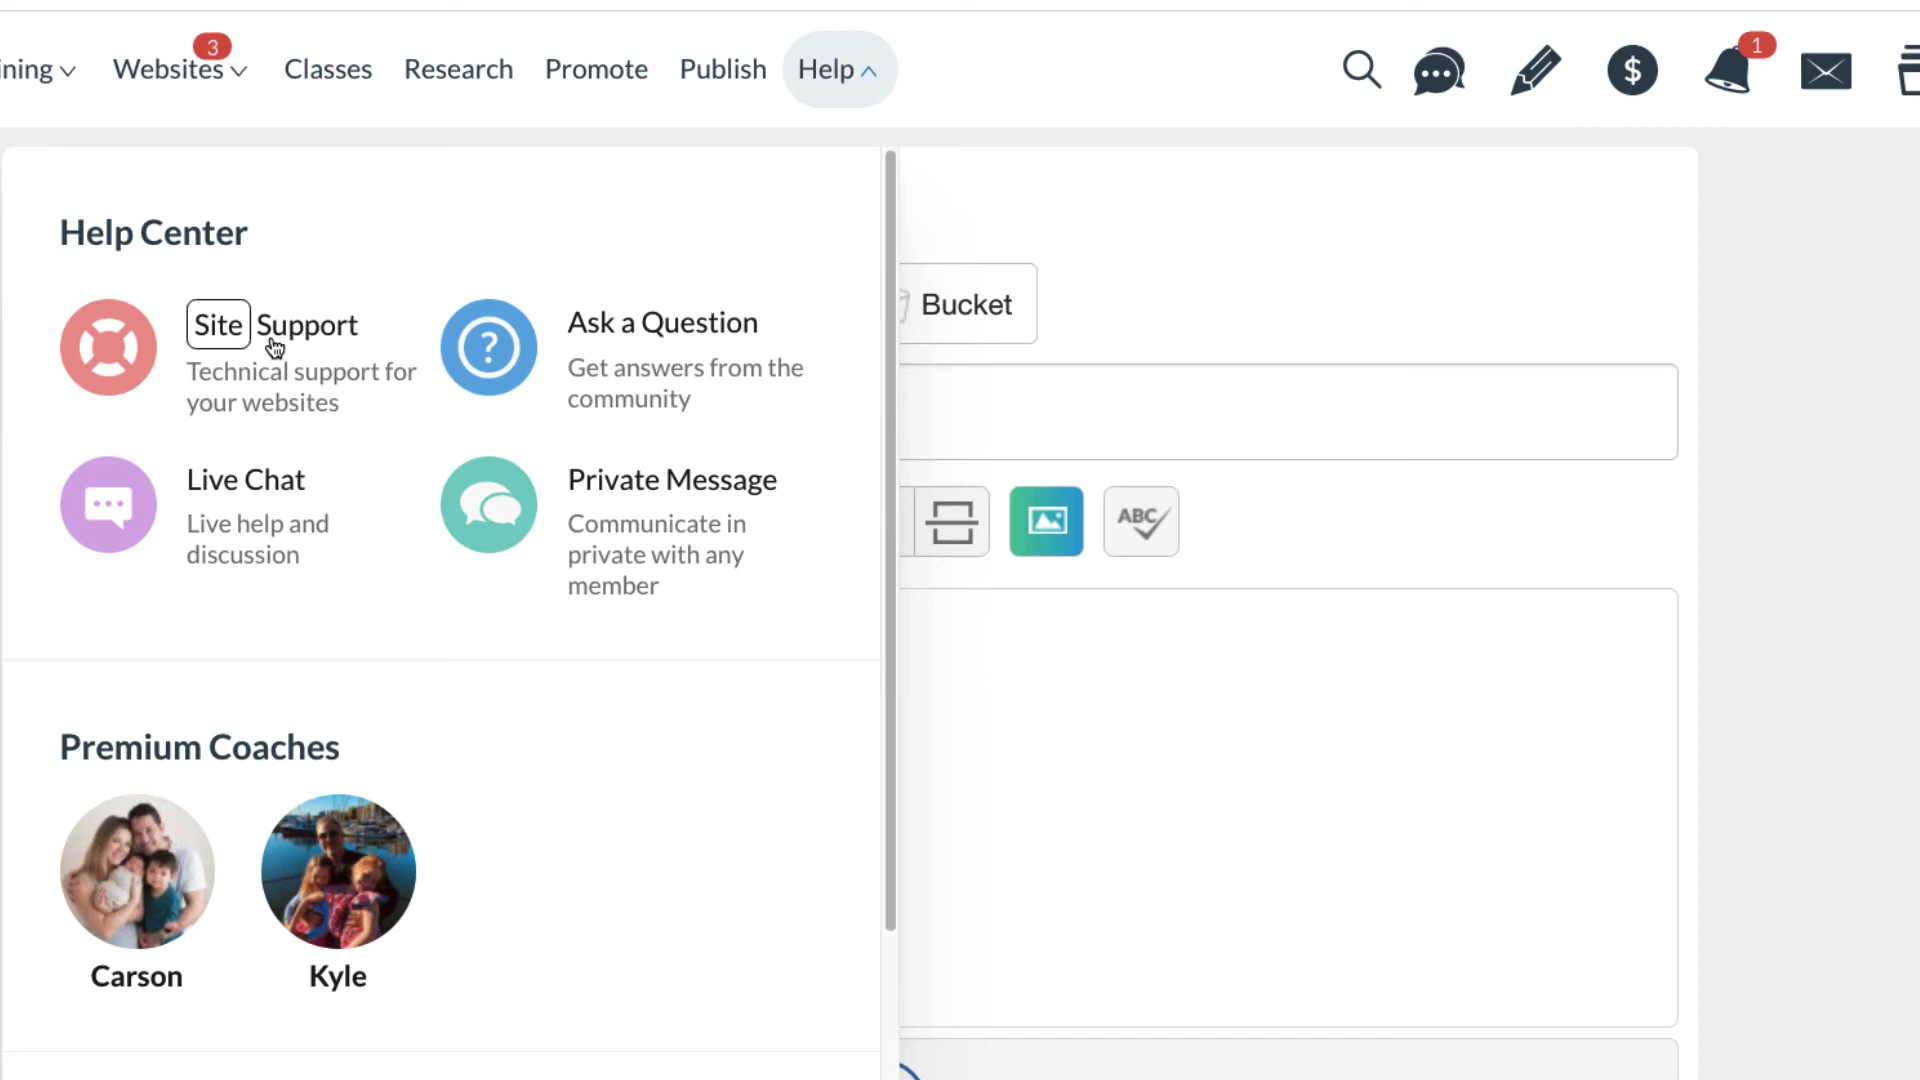 ining
Websites
3
Classes
Research
Promote
Publish
Help
$
1
Help Center
Site Support
Technical support for
your websites
?
Ask a Question
Get answers from the
community
Live Chat
Live help and
discussion
Private Message
Communicate in
private with any
member
Premium Coaches
Carson
Kyle
Bucket
ABC